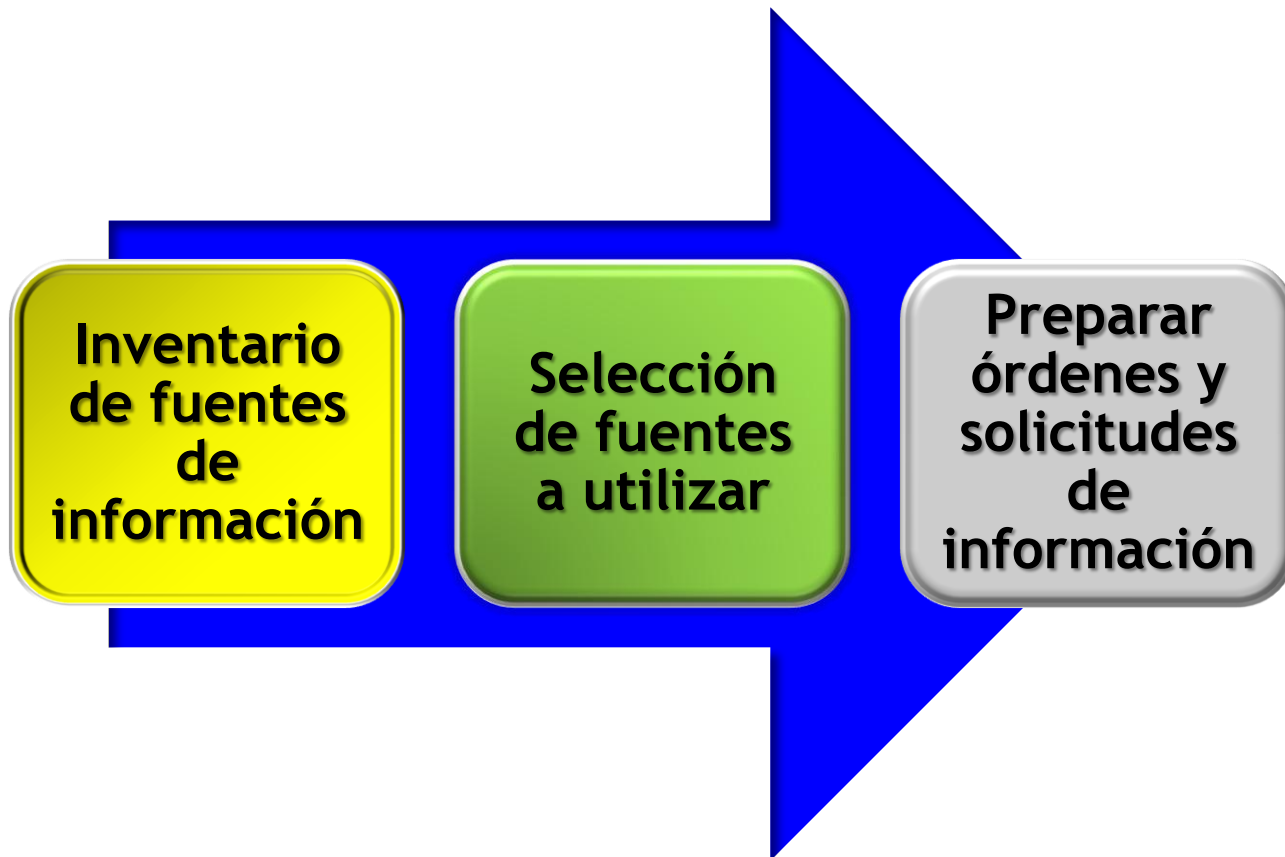 Inventario
de fuentes
de
información
Selección
de fuentes
a utilizar
Preparar
órdenes y
solicitudes
de
información